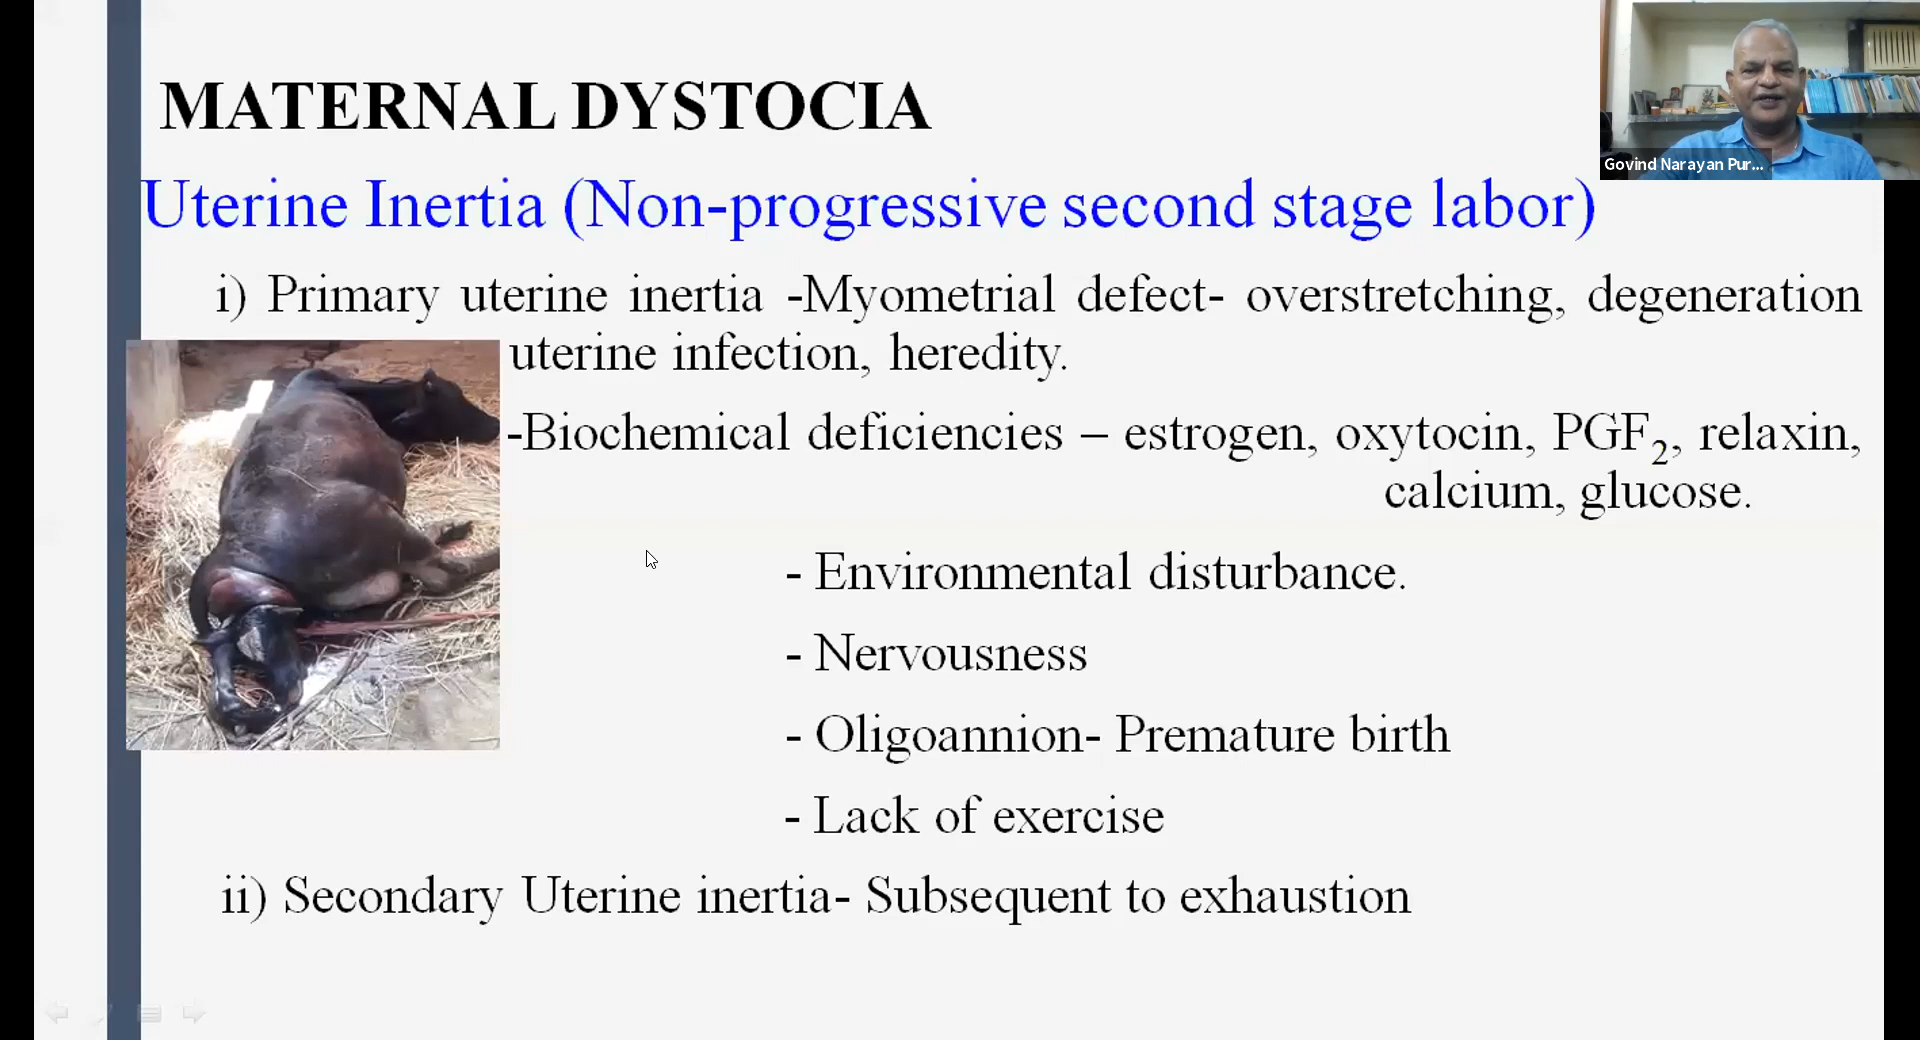 MATERNAL DYSTOCIA
Govind Narayan Pur...
Uterine Inertia (Non-progressive second stage labor)
i) Primary uterine inertia -Myometrial defect- overstretching, degeneration
uterine infection, heredity.
-Biochemical deficiencies – estrogen, oxytocin, PGF₂, relaxin,
calcium, glucose.
- Environmental disturbance.
- Nervousness
- Oligoannion- Premature birth
- Lack of exercise
ii) Secondary Uterine inertia- Subsequent to exhaustion